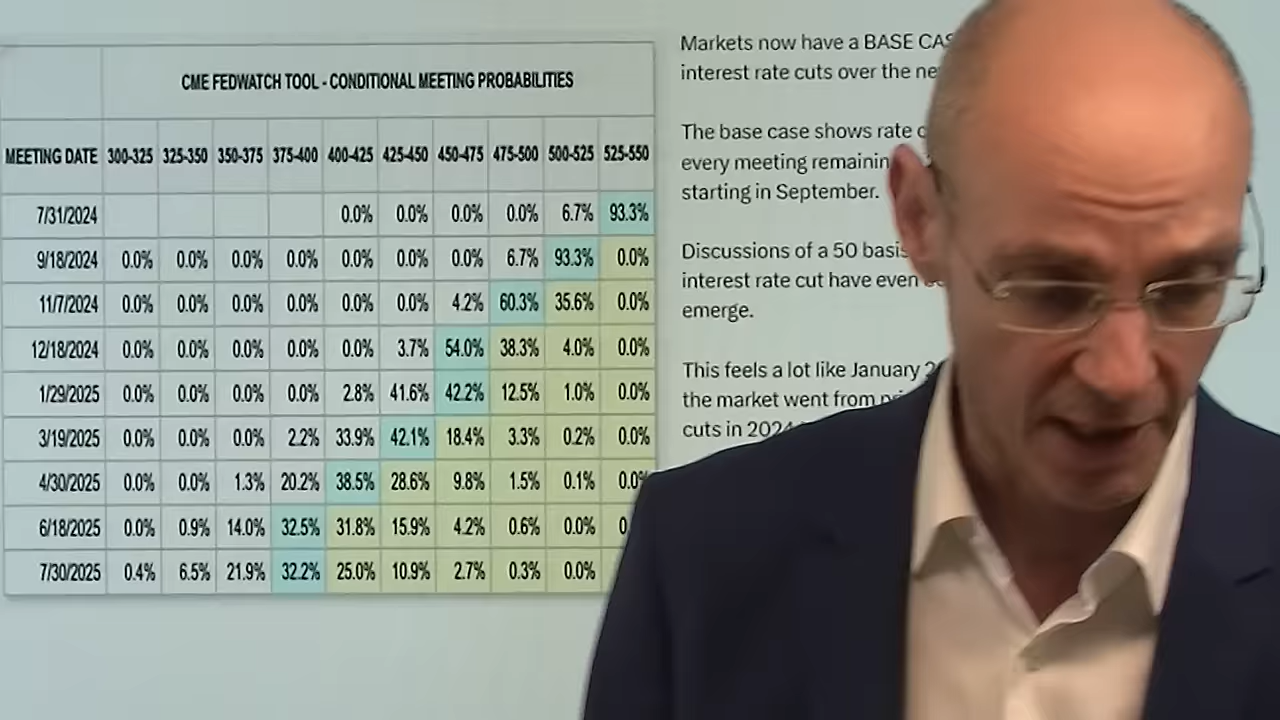 CME FEDWATCH TOOL - CONDITIONAL MEETING PROBABILITIES
MEETING DATE 300-325 325-350 350-375 375-400 400-425 425-450 450-475 475-500 500-525 525-550
7/31/2024 0.0% 0.0% 0.0% 0.0% 6.7% 93.3%
9/18/2024 0.0% 0.0% 0.0% 0.0% 0.0% 0.0% 0.0% 6.7% 93.3% 0.0%
11/7/2024 0.0% 0.0% 0.0% 0.0% 0.0% 0.0% 4.2% 60.3% 35.6% 0.0%
12/18/2024 0.0% 0.0% 0.0% 0.0% 0.0% 3.7% 54.0% 38.3% 4.0% 0.0%
1/29/2025 0.0% 0.0% 0.0% 0.0% 2.8% 41.6% 42.2% 12.5% 1.0% 0.0%
3/19/2025 0.0% 0.0% 0.0% 2.2% 33.9% 42.1% 18.4% 3.3% 0.2% 0.0%
4/30/2025 0.0% 0.0% 1.3% 20.2% 38.5% 28.6% 9.8% 1.5% 0.1%
6/18/2025 0.0% 0.9% 14.0% 32.5% 31.8% 15.9% 4.2% 0.6% 0.0%
7/30/2025 0.4% 6.5% 21.9% 32.2% 25.0% 10.9% 2.7% 0.3% 0.0%
Markets now have a BASE
interest rate cuts over the
The base case shows rate
every meeting
starting in September.
Discussions of a 50
interest rate cut have even
emerge.
This feels a lot like January
the market went from
cuts in